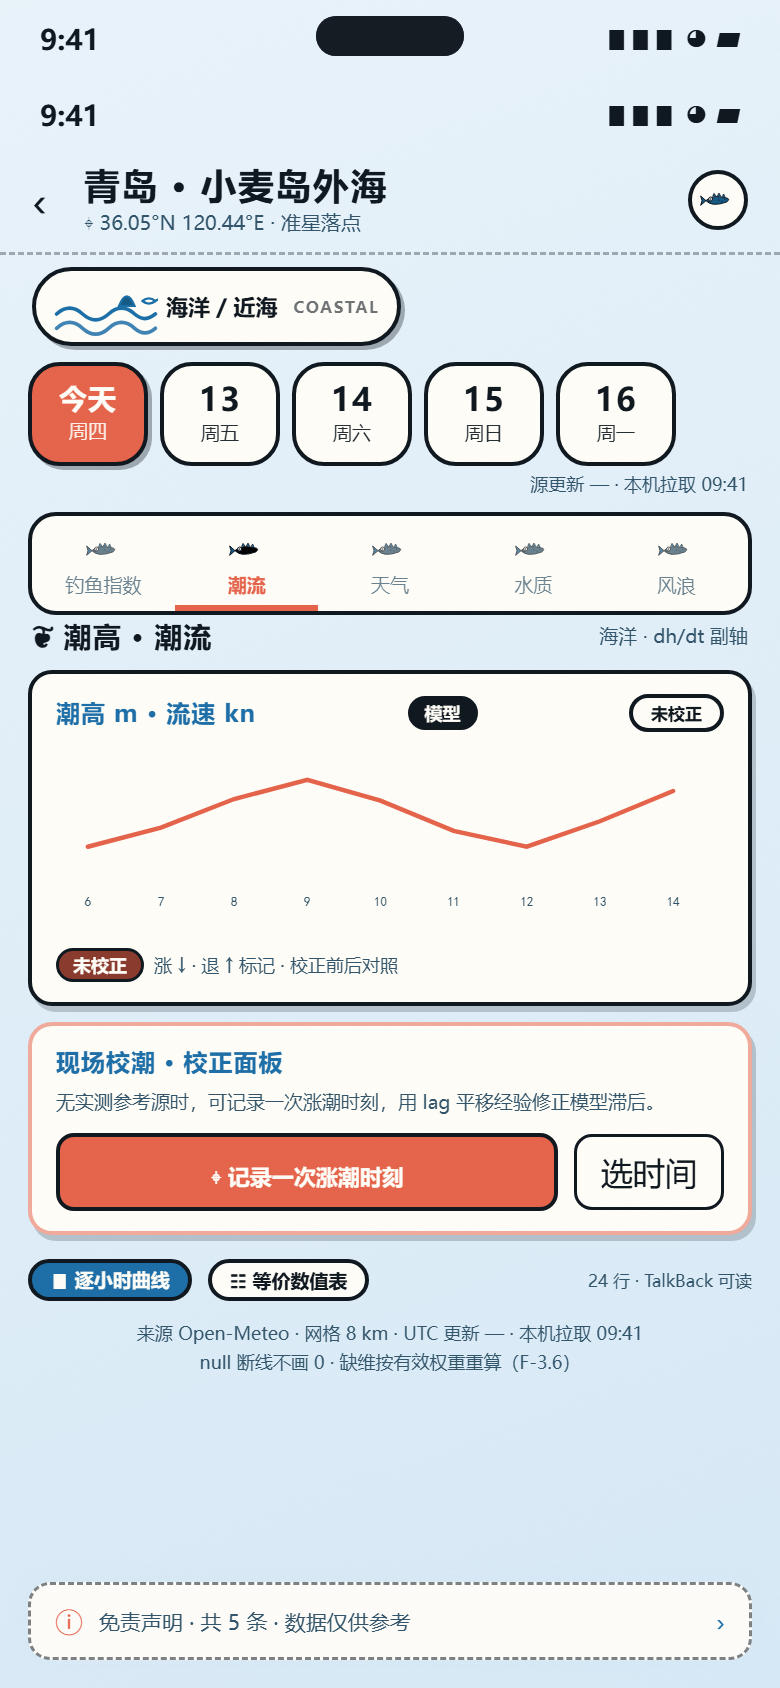 9:41
9:41
‹ 青岛 · 小麦岛外海
⌖ 36.05°N 120.44°E · 准星落点
海洋 / 近海 COASTAL
今天 13 14 15 16
周四 周五 周六 周日 周一
源更新 — · 本机拉取 09:41
钓鱼指数 潮流 天气 水质 风浪
❦ 潮高 · 潮流 海洋 · dh/dt 副轴
潮高 m · 流速 kn 模型 未校正
6 7 8 9 10 11 12 13 14
未校正 涨↓· 退↑标记 · 校正前后对照
现场校潮 · 校正面板
无实测参考源时，可记录一次涨潮时刻，用 lag 平移经验修正模型滞后。
⌖ 记录一次涨潮时刻 选时间
逐小时曲线 ☷ 等价数值表 24 行 · TalkBack 可读
来源 Open-Meteo · 网格 8 km · UTC 更新 — · 本机拉取 09:41
null 断线不画 0 · 缺维按有效权重重算（F-3.6）
ⓘ 免责声明 · 共 5 条 · 数据仅供参考 ›